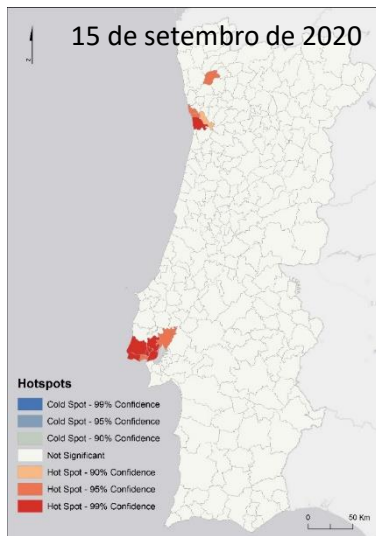 15 de setembro de 2020
Hotspots
Cold Spot - 99% Confidence
Cold Spot - 95% Confidence
Cold Spot - 90% Confidence
Not Significant
Hot Spot - 90% Confidence
Hot Spot - 95% Confidence
Hot Spot - 99% Confidence
0 50 Km